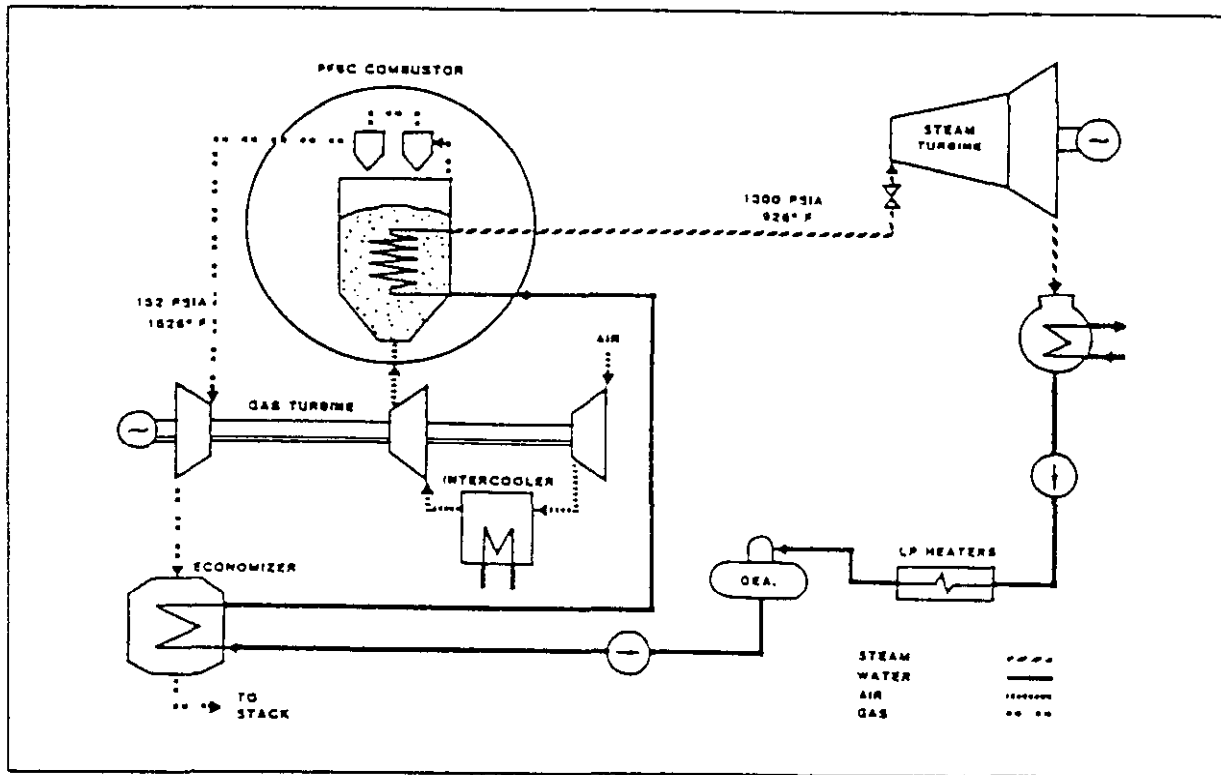 PFBC COMBUSTOR
STEAM
TURBINE
1300 PSIA
926° F
152 PSIA
1526° F
AIR
GAS TURBINE
INTERCOOLER
ECONOMIZER
LP HEATERS
DEA.
TO
STACK
STEAM
WATER
AIR
GAS